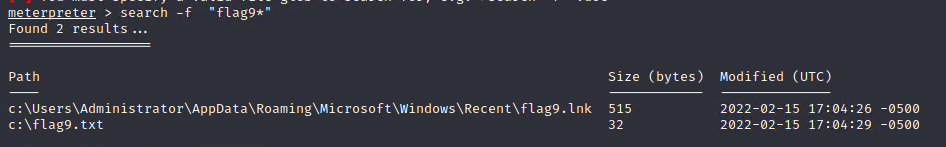 meterpreter > search -f  "flag9*"
Found 2 results...
==================
Path Size (bytes) Modified (UTC)
---- ------------ --------------
c:\Users\Administrator\AppData\Roaming\Microsoft\Windows\Recent\flag9.lnk 515 2022-02-15 17:04:26 -0500
c:\flag9.txt 32 2022-02-15 17:04:29 -0500